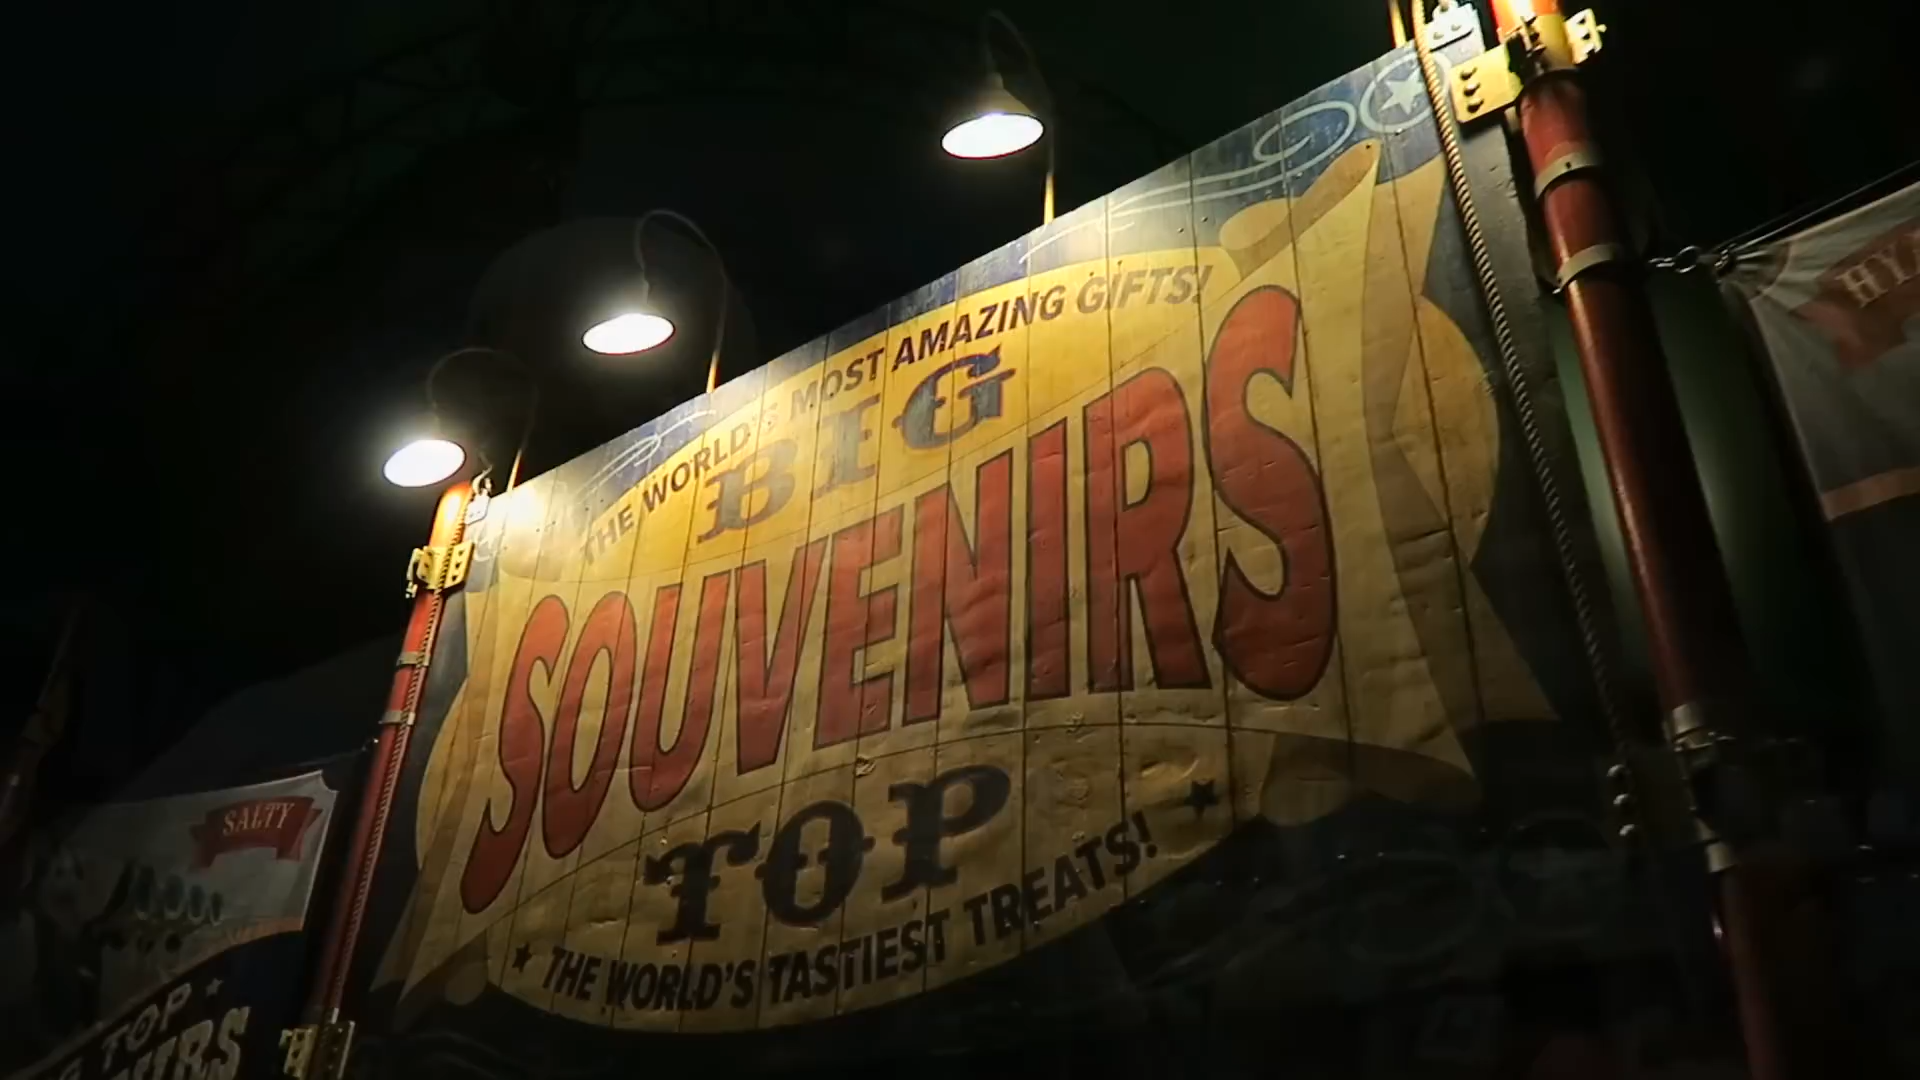 THE WORLD'S MOST AMAZING GIFTS!
BIG
SOUVENIRS
TOP
THE WORLD'S TASTIEST TREATS!
SALTY
TOP